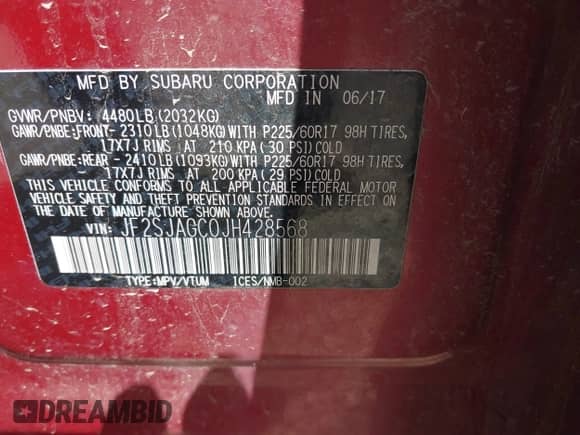 MFD BY SUBARU CORPORATION
MFD IN 06/17
GVWR/PNBV: 4480LB(2032KG)
GAWR/PNBE:FRONT- 2310LB(1048KG)WITH P225/60R17 98H TIRES,
17X7J RIMS AT 210 KPA(30 PSI)COLD
GAWR/PNBE:REAR - 2410LB(1093KG)WITH P225/60R17 98H TIRES,
17X7J RIMS AT 200 KPA(29 PSI)COLD
THIS VEHICLE CONFORMS TO ALL APPLICABLE FEDERAL MOTOR
VEHICLE SAFETY AND THEFT PREVENTION STANDARDS IN EFFECT ON
THE DATE OF MANUFACTURE SHOWN ABOVE.
VIN: JF2SJAGC0JH428568
TYPE:MPV/VTUM ICES/NMB-002
DREAMBID